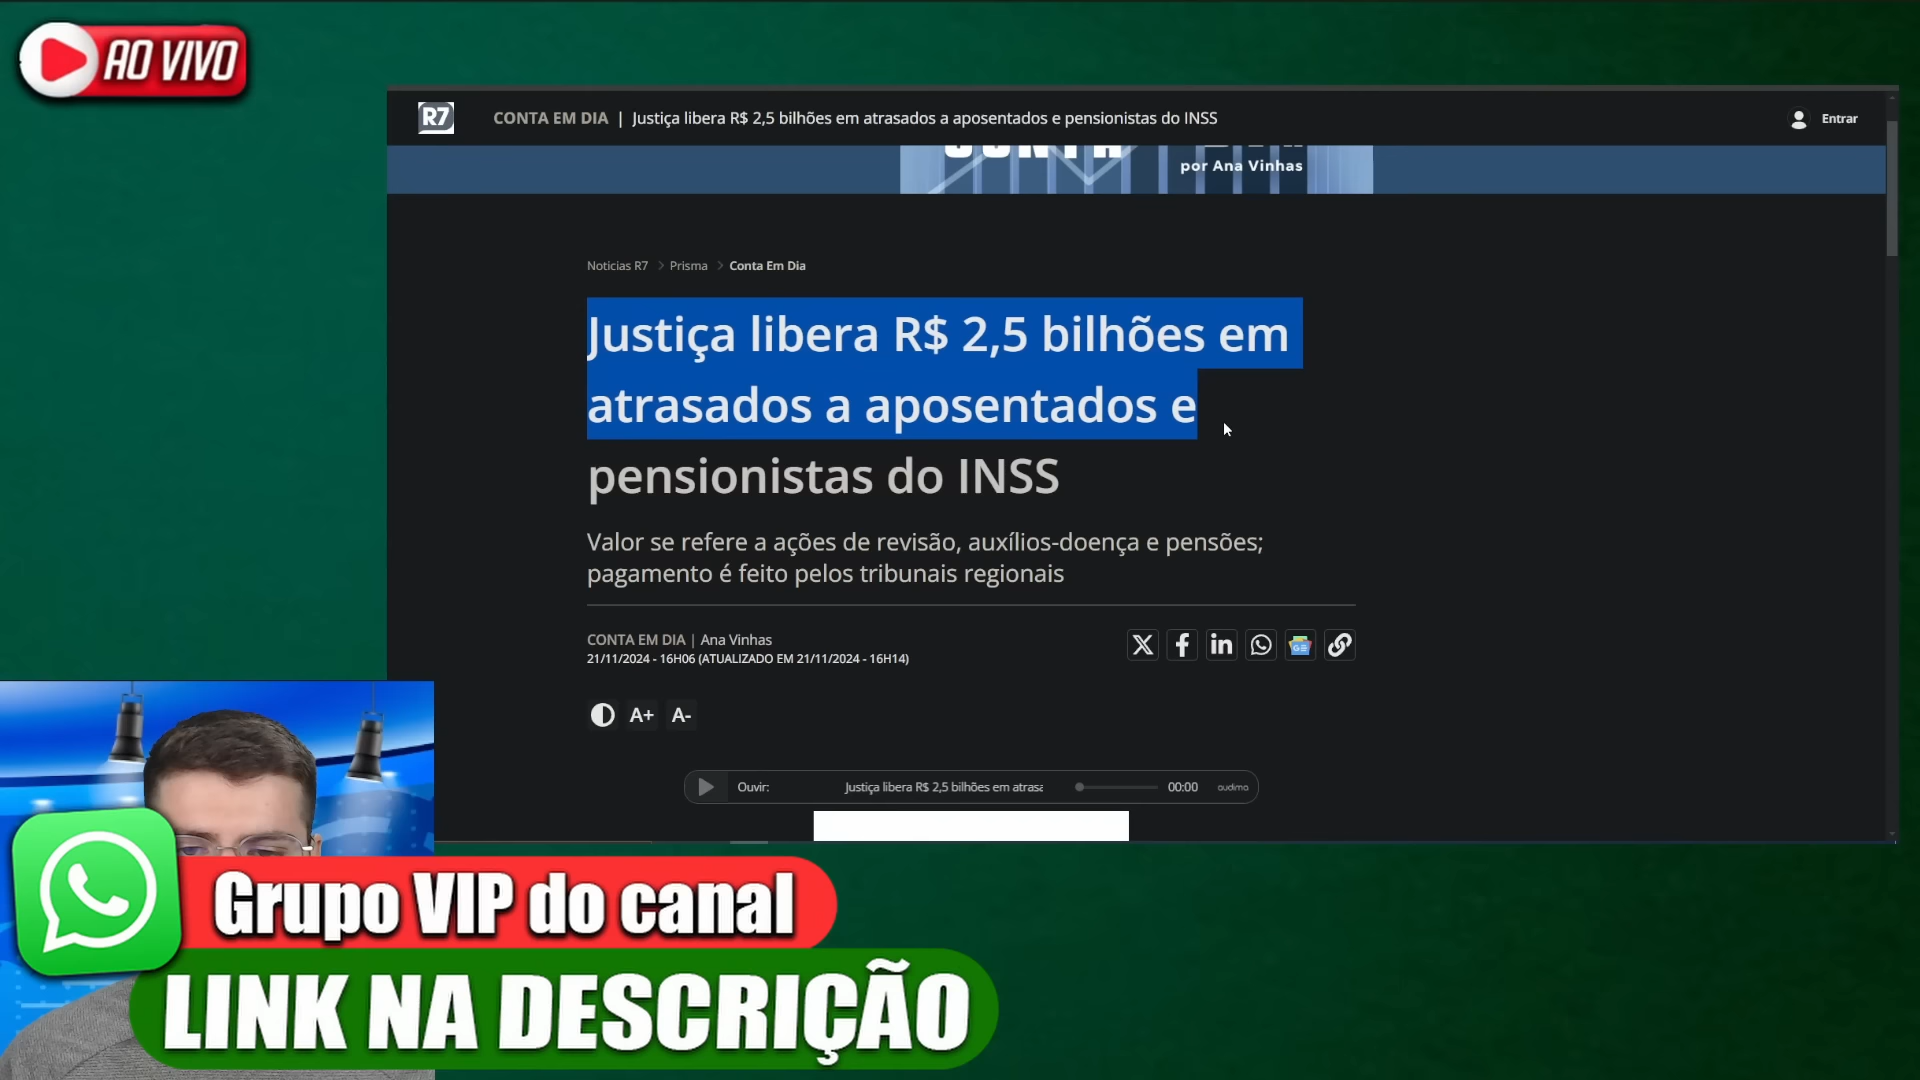 AO VIVO
R7
CONTA EM DIA | Justiça libera R$ 2,5 bilhões em atrasados a aposentados e pensionistas do INSS
Entrar
por Ana Vinhas
Noticias R7 > Prisma > Conta Em Dia
Justiça libera R$ 2,5 bilhões em
atrasados a aposentados e
pensionistas do INSS
Valor se refere a ações de revisão, auxílios-doença e pensões;
pagamento é feito pelos tribunais regionais
CONTA EM DIA | Ana Vinhas
21/11/2024 - 16H06 (ATUALIZADO EM 21/11/2024 - 16H14)
A+ A-
Ouvir: Justiça libera R$ 2,5 bilhões em atrasa 00:00 audima
Grupo VIP do canal
LINK NA DESCRIÇÃO